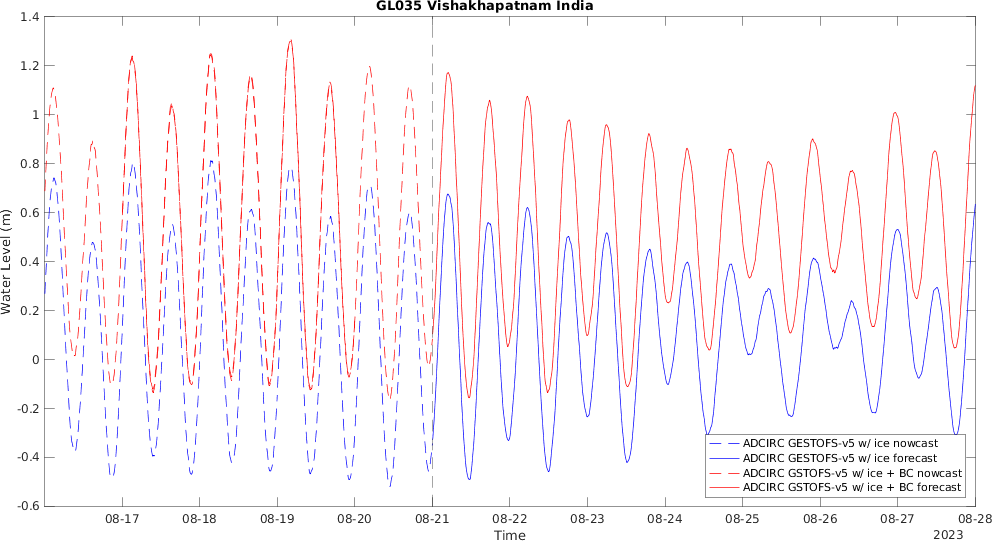 GL035 Vishakhapatnam India
1.4
1.2
1
0.8
0.6
0.4
0.2
0
-0.2
-0.4
-0.6
Water Level (m)
ADCIRC GESTOFS-v5 w/ ice nowcast
ADCIRC GESTOFS-v5 w/ ice forecast
ADCIRC GSTOFS-v5 w/ ice + BC nowcast
ADCIRC GSTOFS-v5 w/ ice + BC forecast
08-17 08-18 08-19 08-20 08-21 08-22 08-23 08-24 08-25 08-26 08-27 08-28
Time
2023